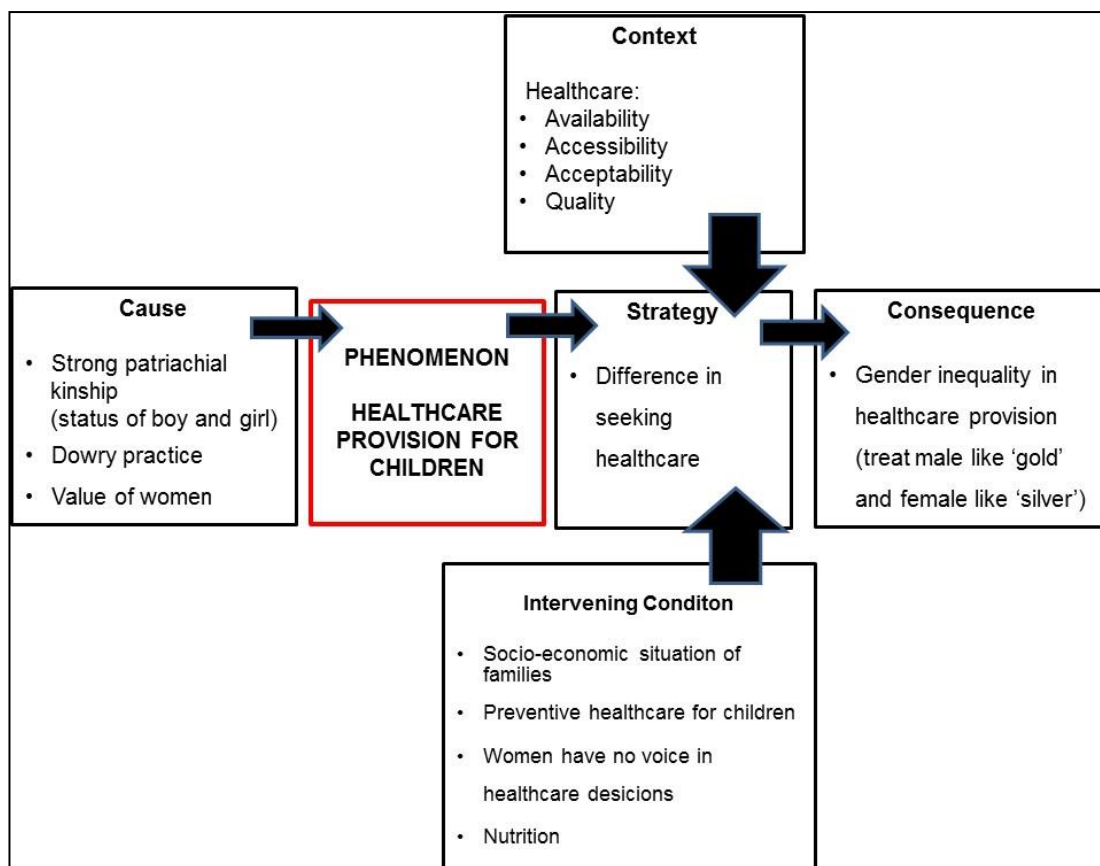 Context
Healthcare:
• Availability
• Accessibility
• Acceptability
• Quality
Cause
• Strong patriachial
kinship
(status of boy and girl)
• Dowry practice
• Value of women
PHENOMENON
HEALTHCARE
PROVISION FOR
CHILDREN
Strategy
• Difference in
seeking
healthcare
Consequence
• Gender inequality in
healthcare provision
(treat male like ‘gold’
and female like ‘silver’)
Intervening Conditon
• Socio-economic situation of
families
• Preventive healthcare for children
• Women have no voice in
healthcare desicions
• Nutrition